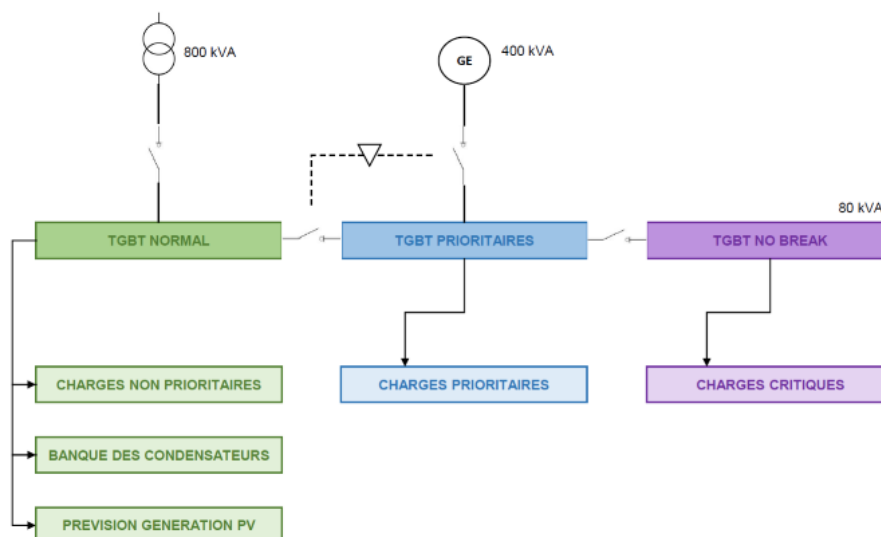 800 kVA
GE
400 kVA
80 kVA
TGBT NORMAL
TGBT PRIORITAIRES
TGBT NO BREAK
CHARGES NON PRIORITAIRES
CHARGES PRIORITAIRES
CHARGES CRITIQUES
BANQUE DES CONDENSATEURS
PREVISION GENERATION PV